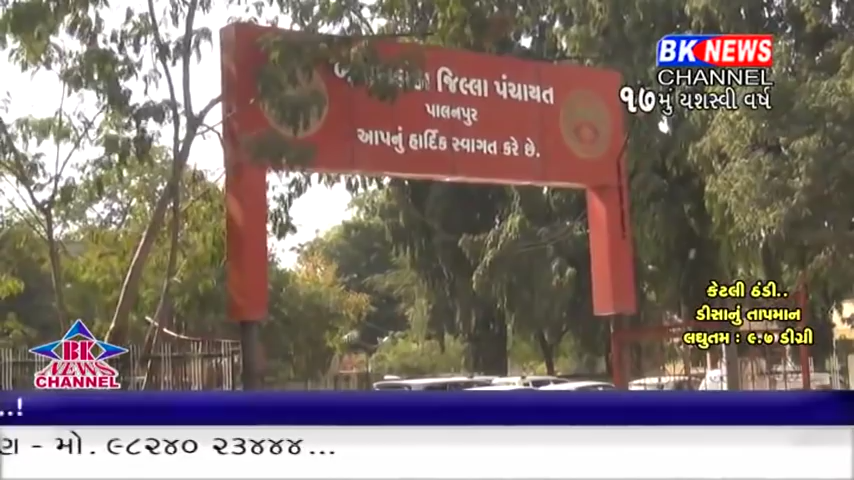 જિલ્લા પંચાયત
પાલનપુર
આપનું હાર્દિક સ્વાગત કરે છે.
BK NEWS
CHANNEL
૧૭મું યશસ્વી વર્ષ
કેટલી ઠંડી..
ડીસાનું તાપમાન
લઘુતમ : ૯.૭ ડીગ્રી
BK
NEWS
CHANNEL
..!
ણ - મો. ૯૮૨૪૦ ૨૩૪૪૪...